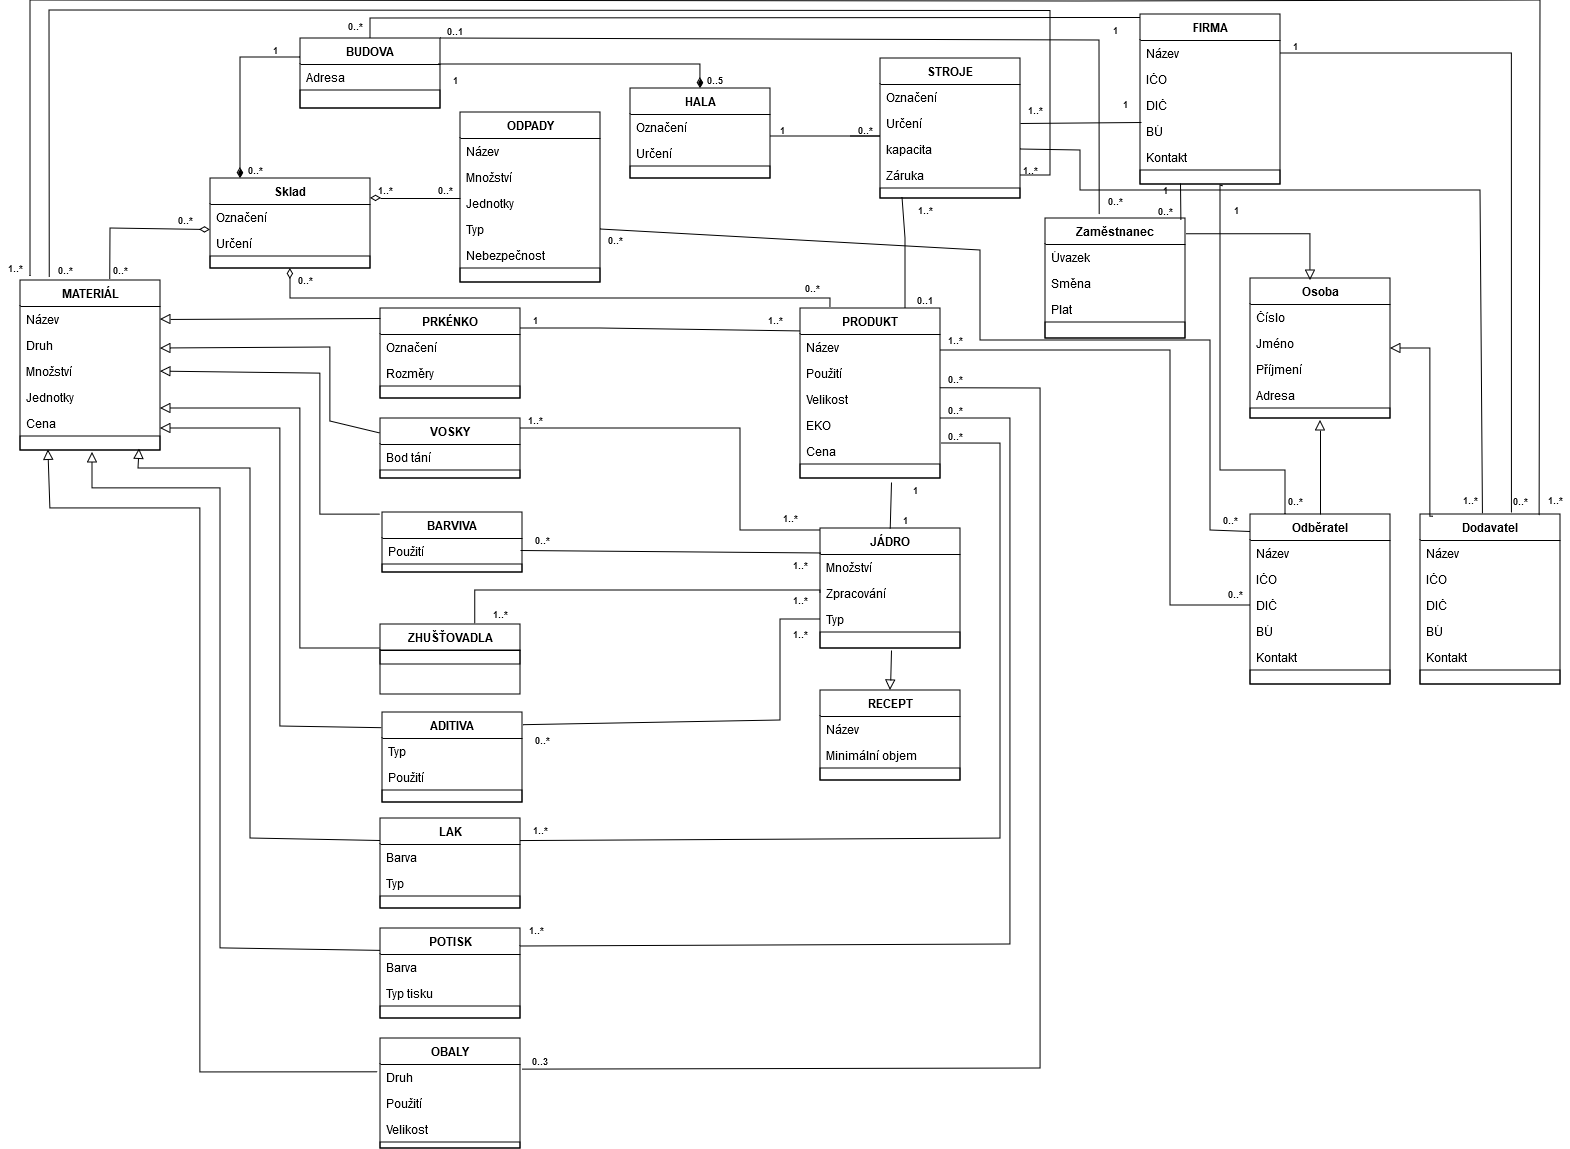 0..*
BUDOVA
Adresa
1
0..1
1
0..5
HALA
Označení
Určení
1
0..*
STROJE
Označení
Určení
kapacita
Záruka
1..*
1..*
1..*
1
1
FIRMA
Název
IČO
DIČ
BÚ
Kontakt
1
1
1
0..*
0..*
Sklad
Označení
Určení
0..*
1..*
0..*
0..*
ODPADY
Název
Množství
Jednotky
Typ
Nebezpečnost
0..*
0..*
0..*
Zaměstnanec
Úvazek
Směna
Plat
Osoba
Číslo
Jméno
Příjmení
Adresa
1..*
0..*
0..*
MATERIÁL
Název
Druh
Množství
Jednotky
Cena
PRKÉNKO
Označení
Rozměry
1
1..*
0..*
0..1
PRODUKT
Název
Použití
Velikost
EKO
Cena
1..*
0..*
0..*
0..*
1
VOSKY
Bod tání
1..*
BARVIVA
Použití
0..*
1..*
1
JÁDRO
Množství
Zpracování
Typ
1..*
1..*
1..*
ZHUŠŤOVADLA
1..*
ADITIVA
Typ
Použití
0..*
RECEPT
Název
Minimální objem
0..*
0..*
0..*
Odběratel
Název
IČO
DIČ
BÚ
Kontakt
1..*
0..*
1..*
Dodavatel
Název
IČO
DIČ
BÚ
Kontakt
LAK
Barva
Typ
1..*
POTISK
Barva
Typ tisku
1..*
OBALY
Druh
Použití
Velikost
0..3